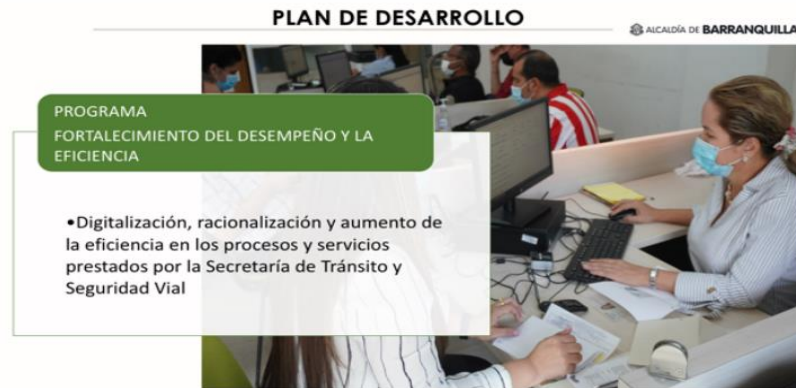 PLAN DE DESARROLLO
ALCALDÍA DE BARRANQUILLA
PROGRAMA
FORTALECIMIENTO DEL DESEMPEÑO Y LA
EFICIENCIA
•Digitalización, racionalización y aumento de
la eficiencia en los procesos y servicios
prestados por la Secretaría de Tránsito y
Seguridad Vial